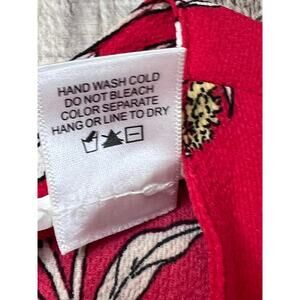 HAND WASH COLD
DO NOT BLEACH
COLOR SEPARATE
HANG OR LINE TO DRY